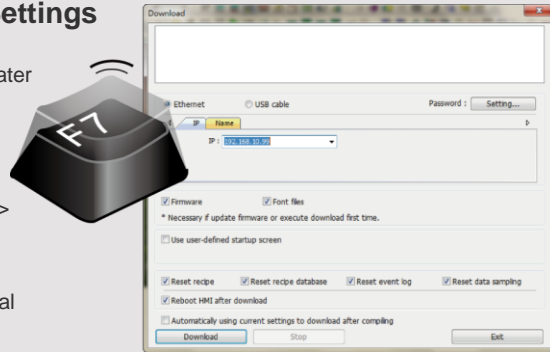 ettings
ater
F7
>
al
Download
Ethernet
USB cable
Password :
Setting...
IP
Name
IP :
192.168.10.99
Firmware
Font files
* Necessary if update firmware or execute download first time.
Use user-defined startup screen
Reset recipe
Reset recipe database
Reset event log
Reset data sampling
Reboot HMI after download
Automatically using current settings to download after compiling
Download
Stop
Exit